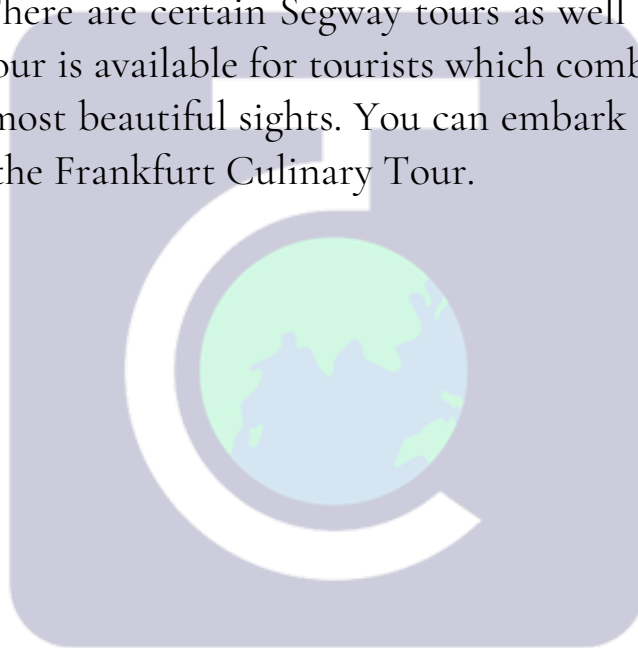 here are certain Segway tours as well
our is available for tourists which comb
most beautiful sights. You can embark
the Frankfurt Culinary Tour.